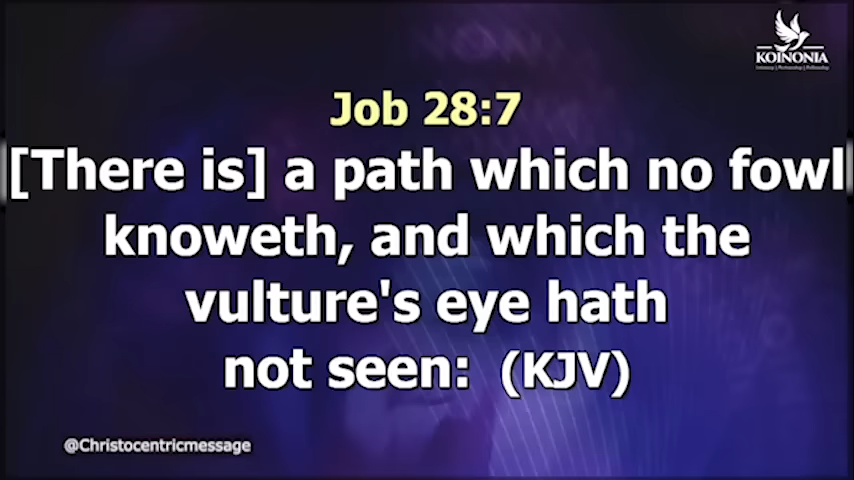 KOINONIA
Job 28:7
[There is] a path which no fowl
knoweth, and which the
vulture's eye hath
not seen: (KJV)
@Christocentricmessage